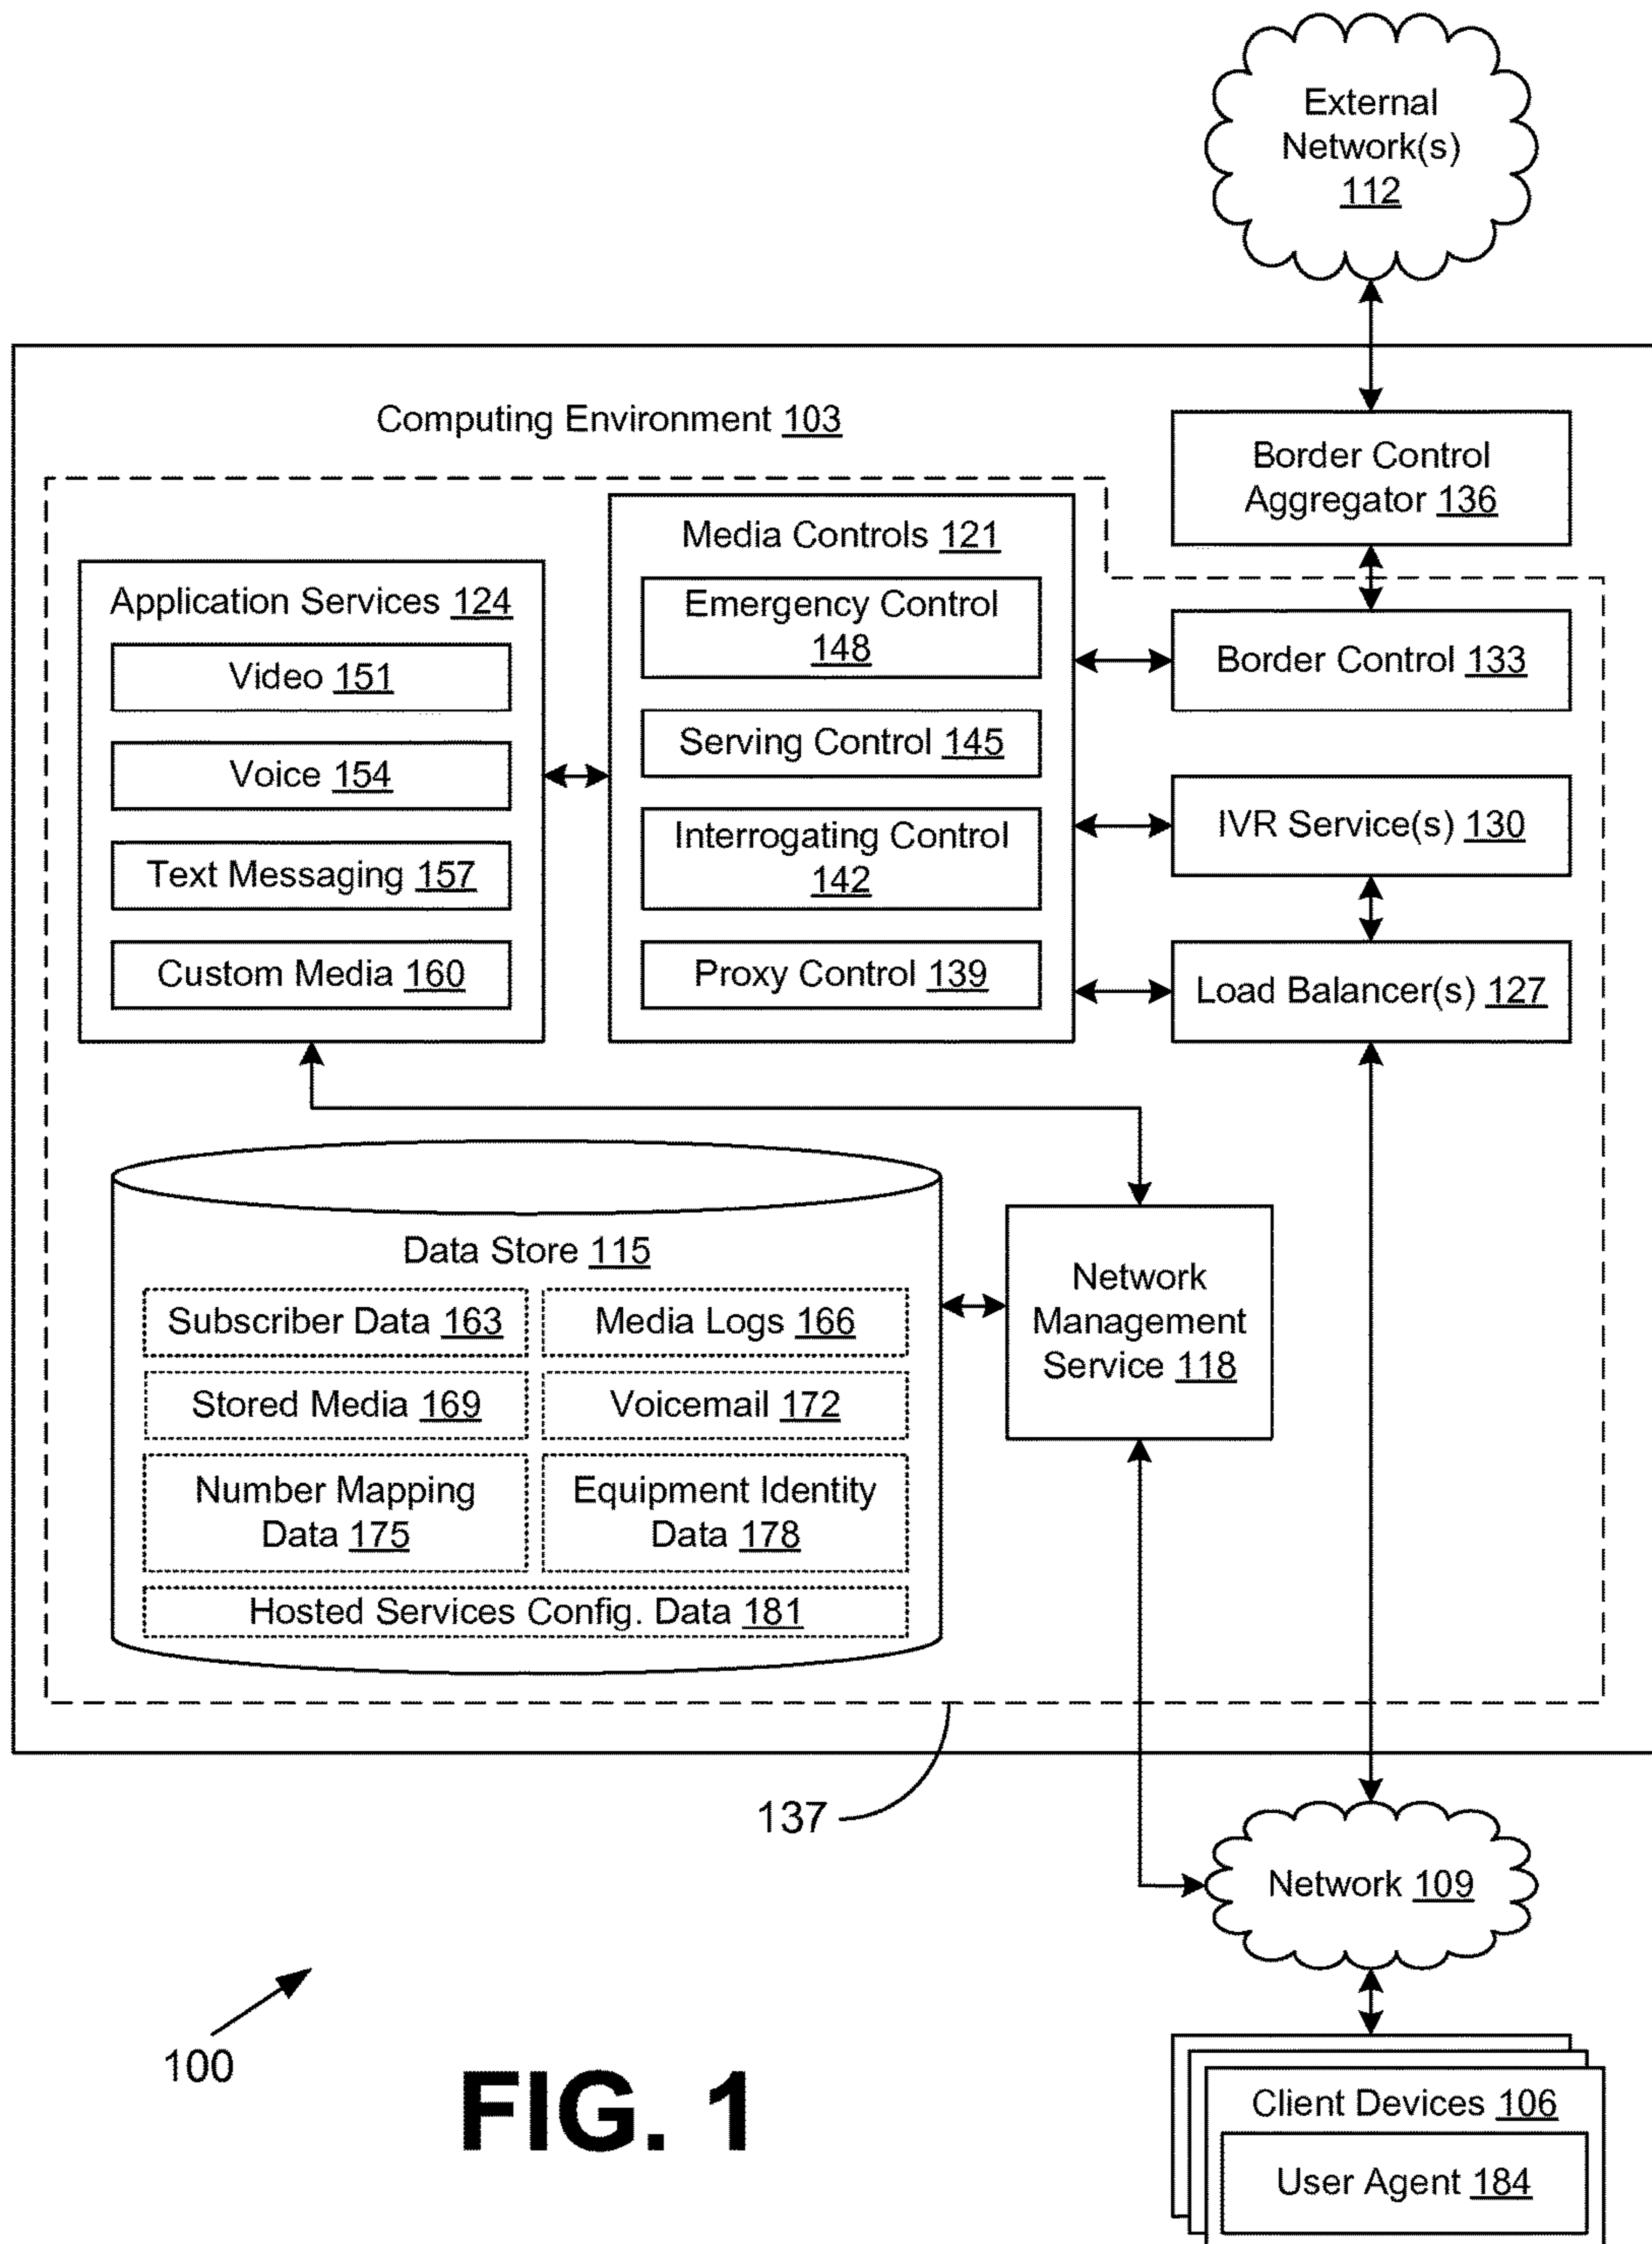 External
Network(s)
112
Computing Environment 103
Border Control
Aggregator 136
Media Controls 121
Application Services 124
Emergency Control
148
Border Control 133
Video 151
Serving Control 145
Voice 154
IVR Service(s) 130
Interrogating Control
142
Text Messaging 157
Custom Media 160
Proxy Control 139
Load Balancer(s) 127
Data Store 115
Subscriber Data 163
Media Logs 166
Stored Media 169
Voicemail 172
Number Mapping
Data 175
Equipment Identity
Data 178
Hosted Services Config. Data 181
Network
Management
Service 118
137
Network 109
100
FIG. 1
Client Devices 106
User Agent 184